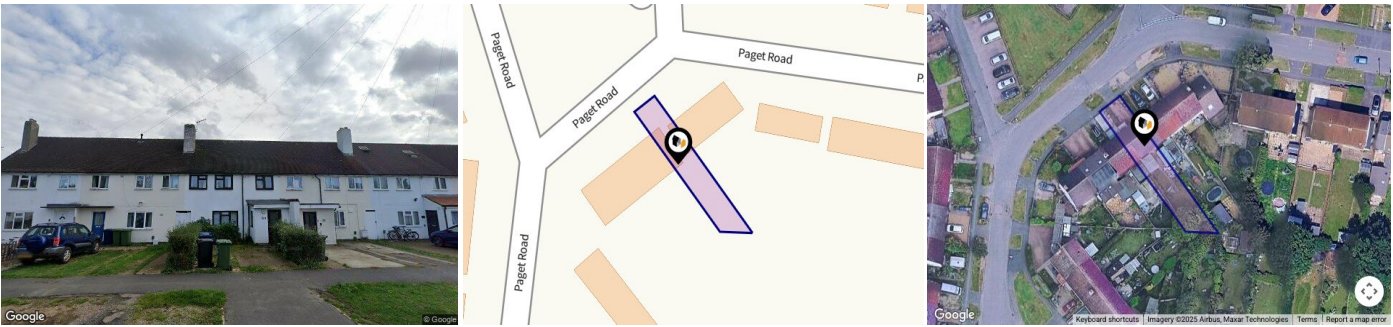 Google
© Google
Paget Road
Paget Road
Paget Road
Paget Road
P
Google
Keyboard shortcuts
Imagery ©2025 Airbus, Maxar Technologies
Terms
Report a map error